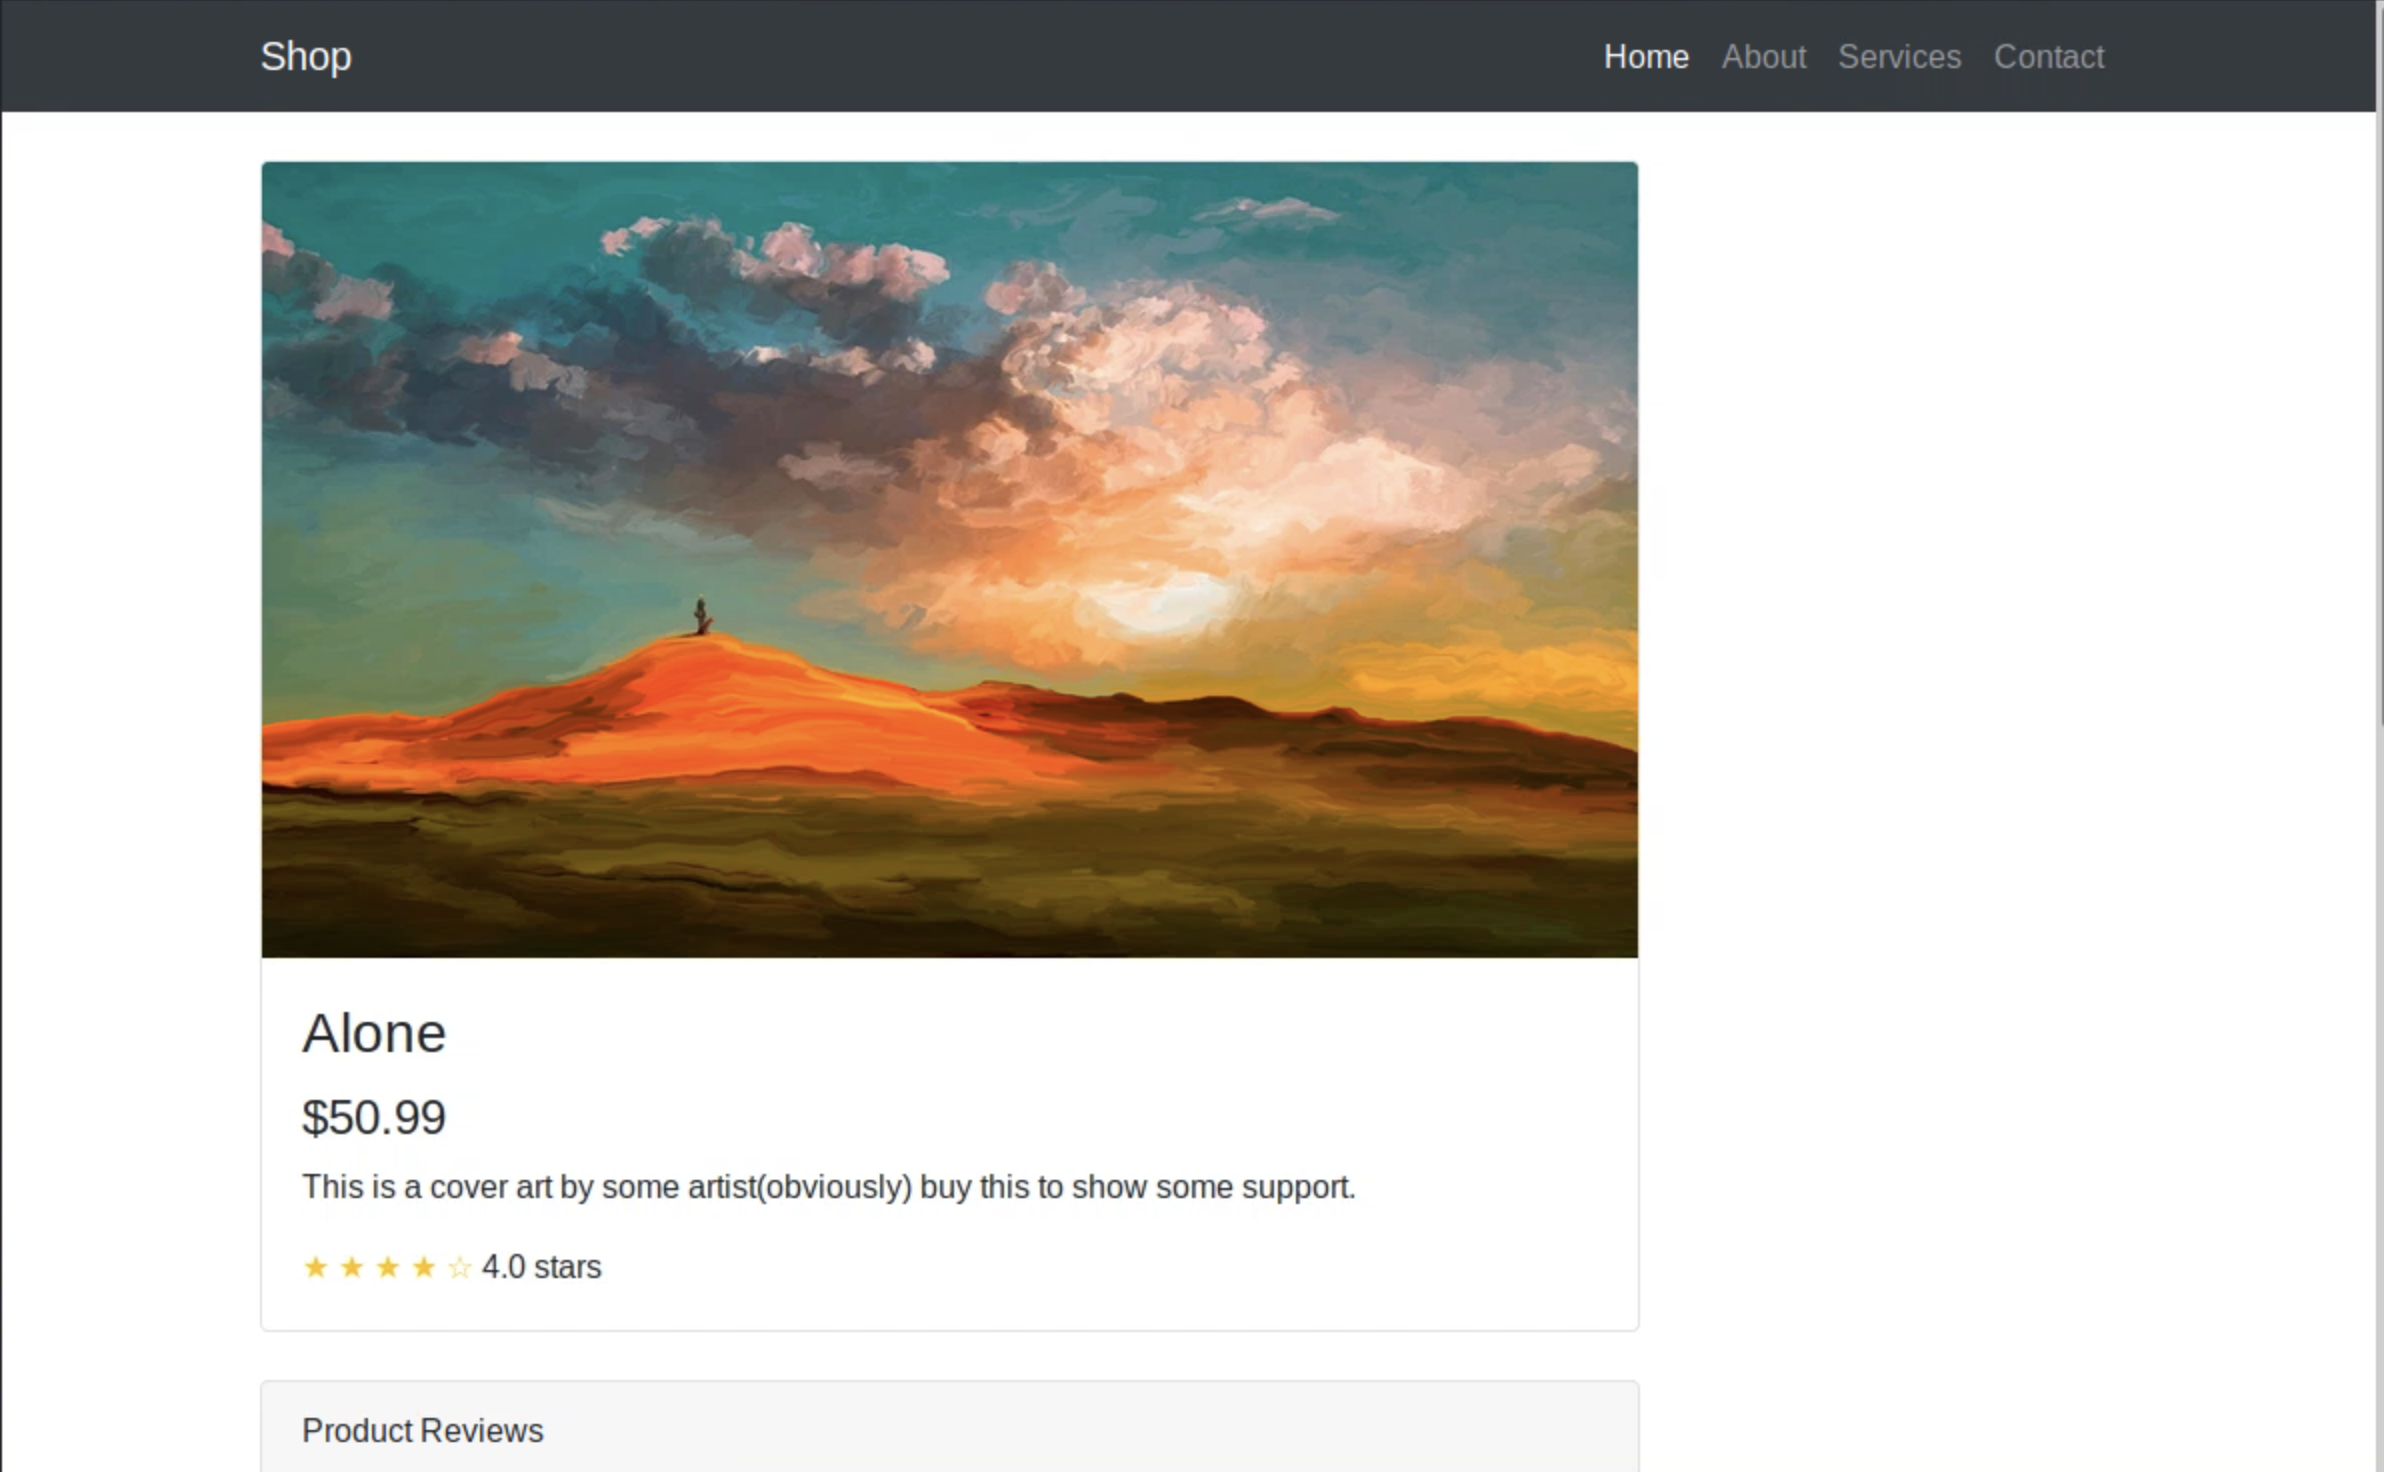 Shop Home About Services Contact
Alone
$50.99
This is a cover art by some artist(obviously) buy this to show some support.
★ ★ ★ ★ ☆ 4.0 stars
Product Reviews